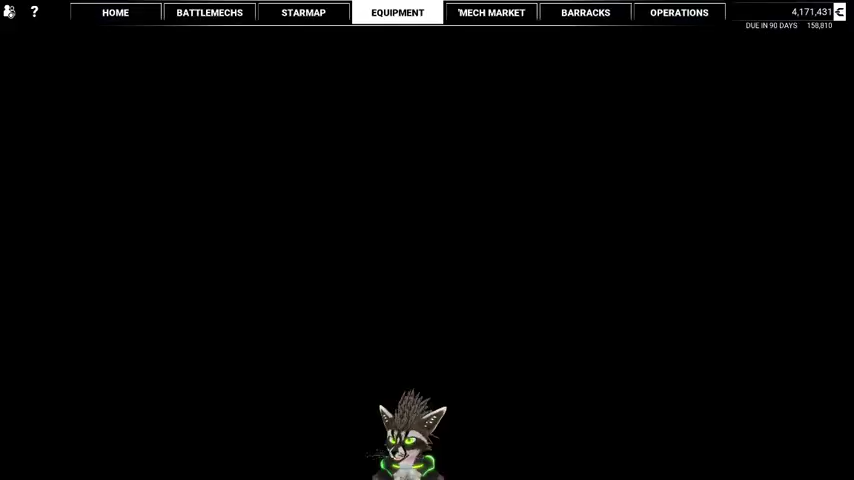 ? HOME BATTLEMECHS STARMAP EQUIPMENT 'MECH MARKET BARRACKS OPERATIONS 4,171,431 €
DUE IN 90 DAYS 158,810